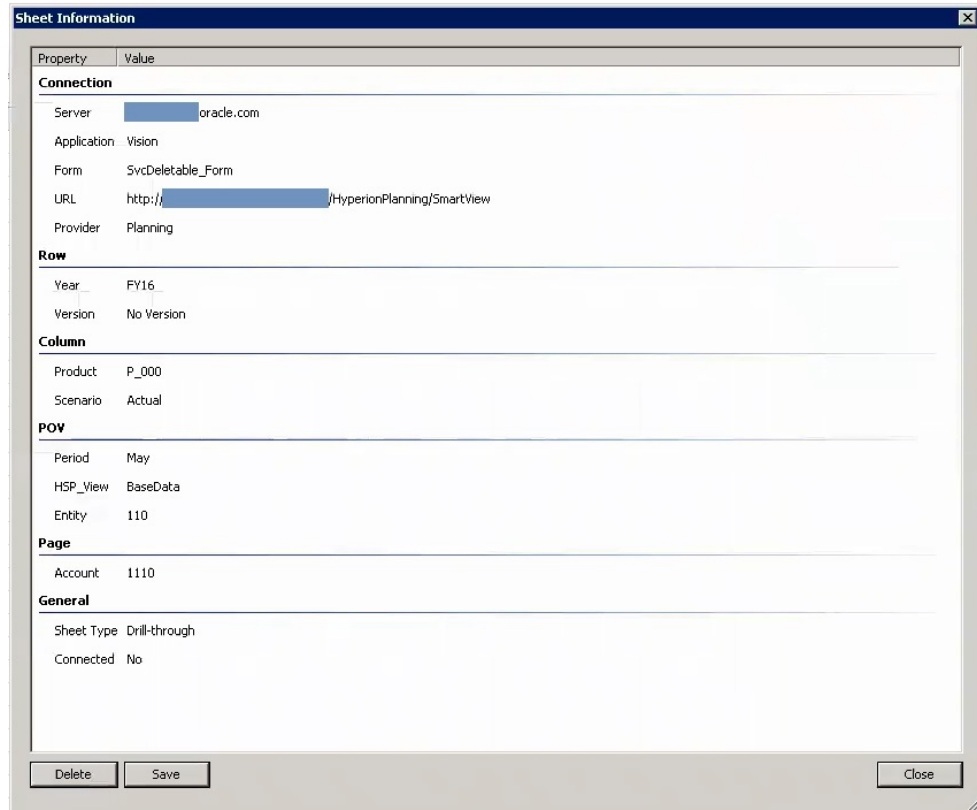 Sheet Information
Property Value
Connection
Server oracle.com
Application Vision
Form SvcDeletable_Form
URL http:// /HyperionPlanning/SmartView
Provider Planning
Row
Year FY16
Version No Version
Column
Product P_000
Scenario Actual
POV
Period May
HSP_View BaseData
Entity 110
Page
Account 1110
General
Sheet Type Drill-through
Connected No
Delete Save Close